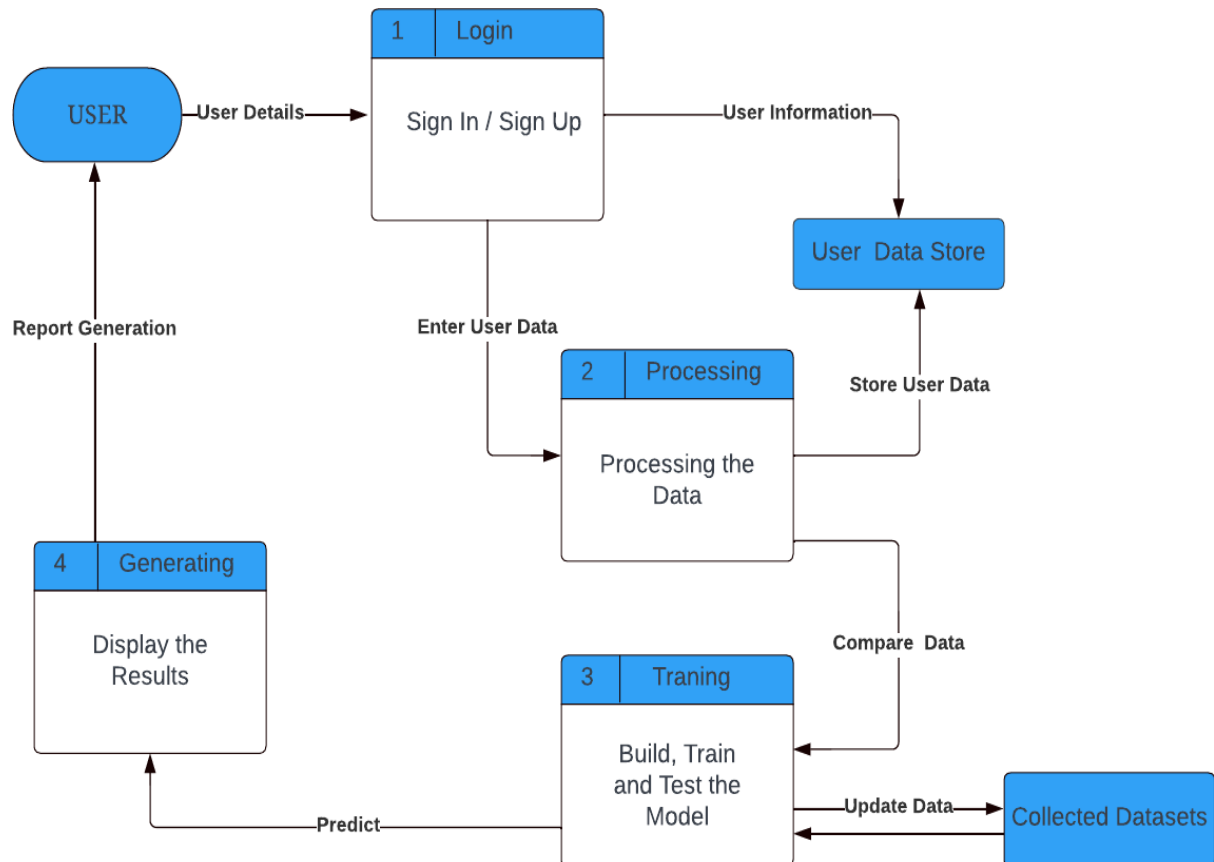 1 Login
USER
User Details
Sign In / Sign Up
User Information
User Data Store
Report Generation
Enter User Data
2 Processing
Store User Data
Processing the
Data
4 Generating
Display the
Results
Compare Data
3 Traning
Build, Train
and Test the
Model
Update Data
Collected Datasets
Predict